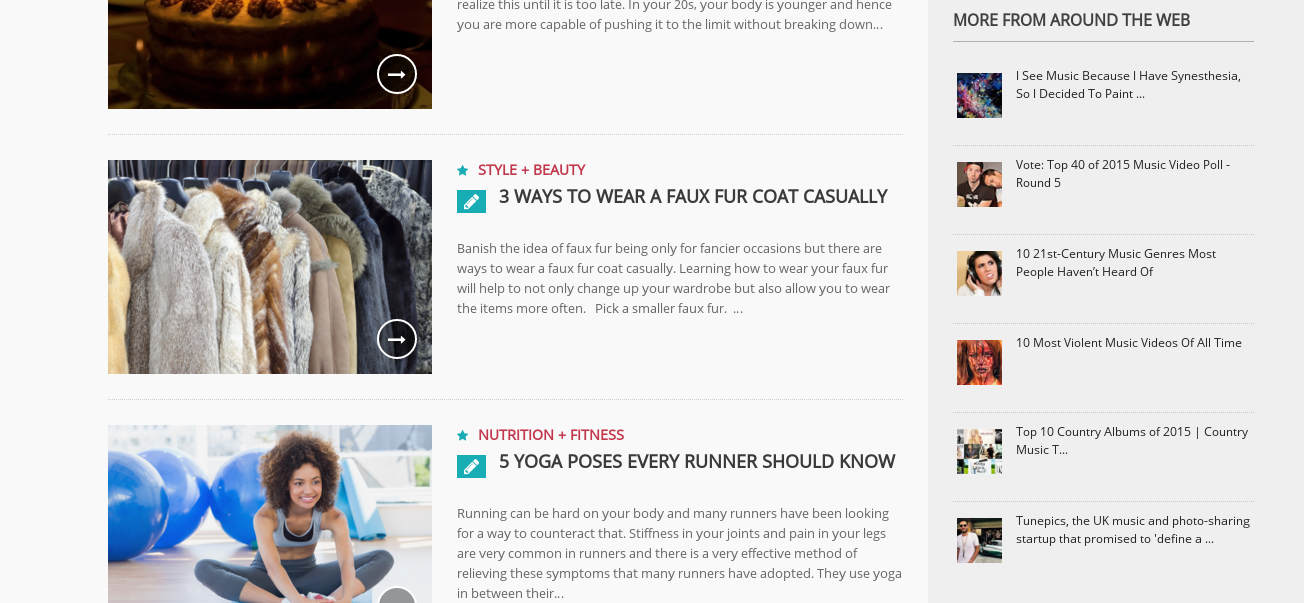 realize this until it is too late. In your 20s, your body is younger and hence
you are more capable of pushing it to the limit without breaking down...
STYLE + BEAUTY
3 WAYS TO WEAR A FAUX FUR COAT CASUALLY
Banish the idea of faux fur being only for fancier occasions but there are
ways to wear a faux fur coat casually. Learning how to wear your faux fur
will help to not only change up your wardrobe but also allow you to wear
the items more often.   Pick a smaller faux fur.  ...
NUTRITION + FITNESS
5 YOGA POSES EVERY RUNNER SHOULD KNOW
Running can be hard on your body and many runners have been looking
for a way to counteract that. Stiffness in your joints and pain in your legs
are very common in runners and there is a very effective method of
relieving these symptoms that many runners have adopted. They use yoga
in between their...
MORE FROM AROUND THE WEB
I See Music Because I Have Synesthesia,
So I Decided To Paint ...
Vote: Top 40 of 2015 Music Video Poll -
Round 5
10 21st-Century Music Genres Most
People Haven’t Heard Of
10 Most Violent Music Videos Of All Time
Top 10 Country Albums of 2015 | Country
Music T...
Tunepics, the UK music and photo-sharing
startup that promised to 'define a ...